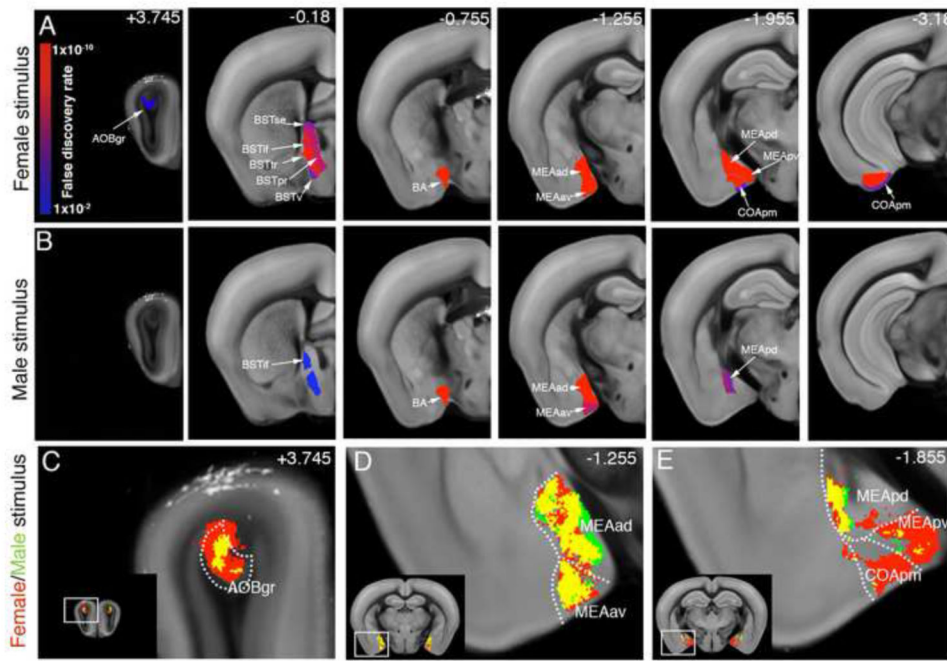 A
+3.745
-0.18
-0.755
-1.255
-1.955
-3.18
Female stimulus
1x10-10
False discovery rate
1x10-2
AOBgr
BSTse
BSTif
BSTtr
BSTpr
BSTv
BA
MEAad
MEAav
MEApd
MEApv
COApm
COApm
B
Male stimulus
BSTif
BA
MEAad
MEAav
MEApd
Female/Male stimulus
C
+3.745
AOBgr
D
-1.255
MEAad
MEAav
E
-1.855
MEApd
MEApv
COApm